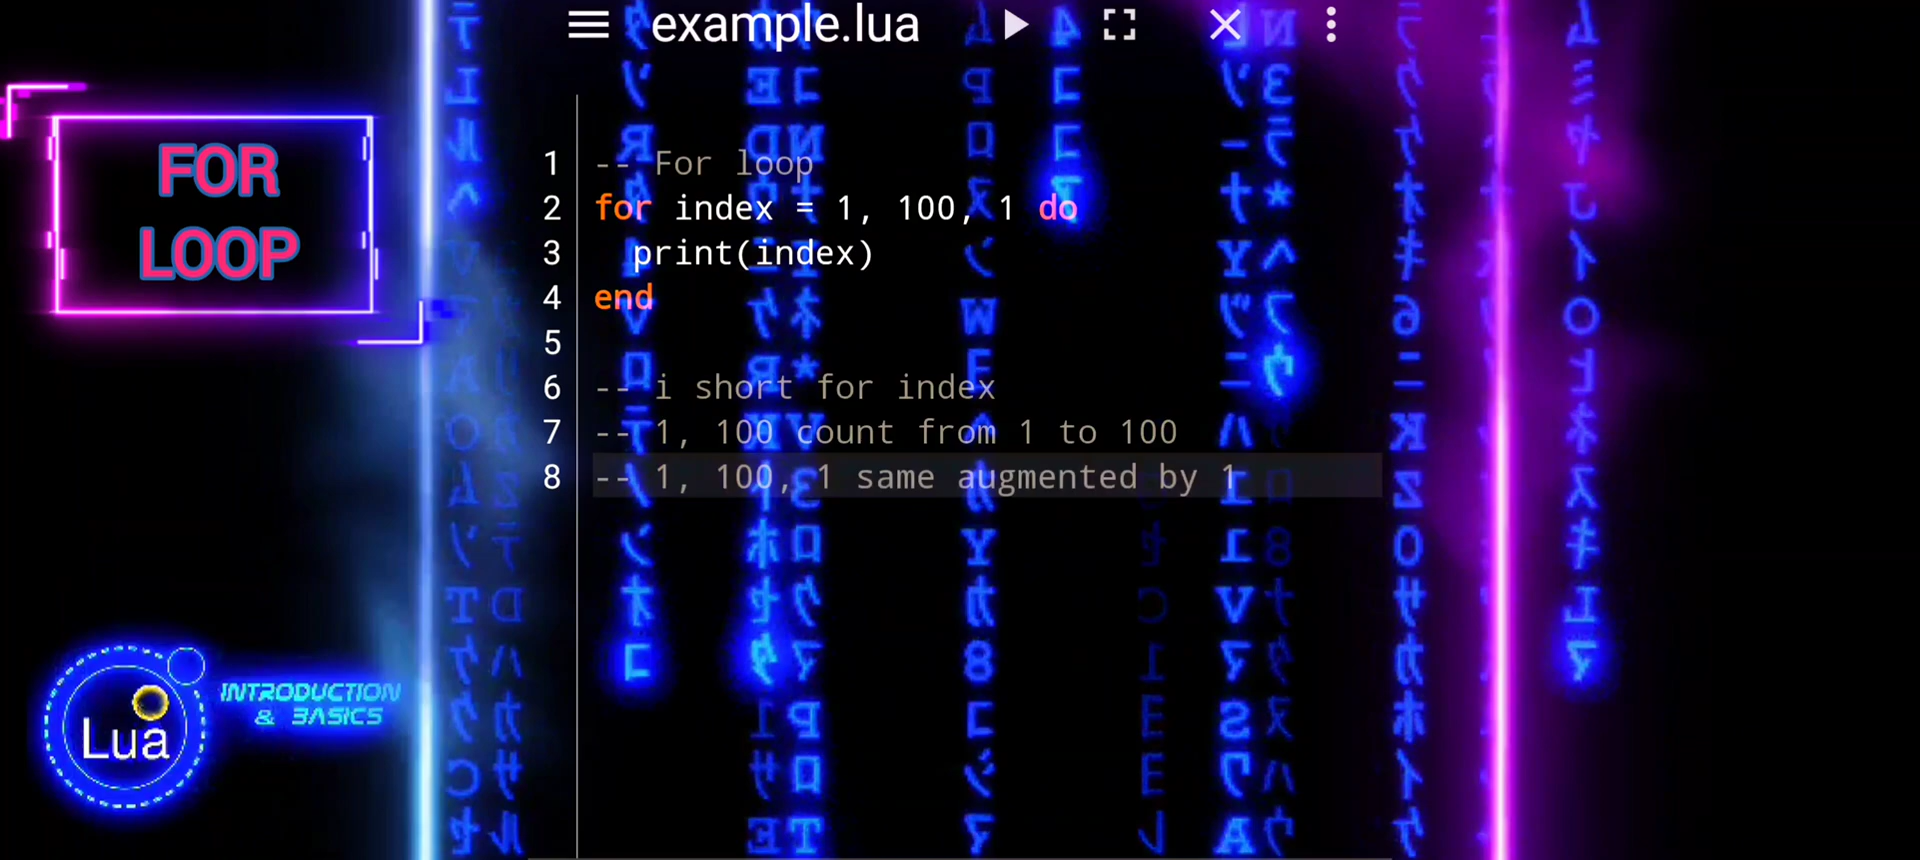 example.lua
FOR
LOOP
1 -- For loop
2 for index = 1, 100, 1 do
3   print(index)
4 end
5
6 -- i short for index
7 -- 1, 100 count from 1 to 100
8 -- 1, 100, 1 same augmented by 1
Lua
INTRODUCTION
& BASICS